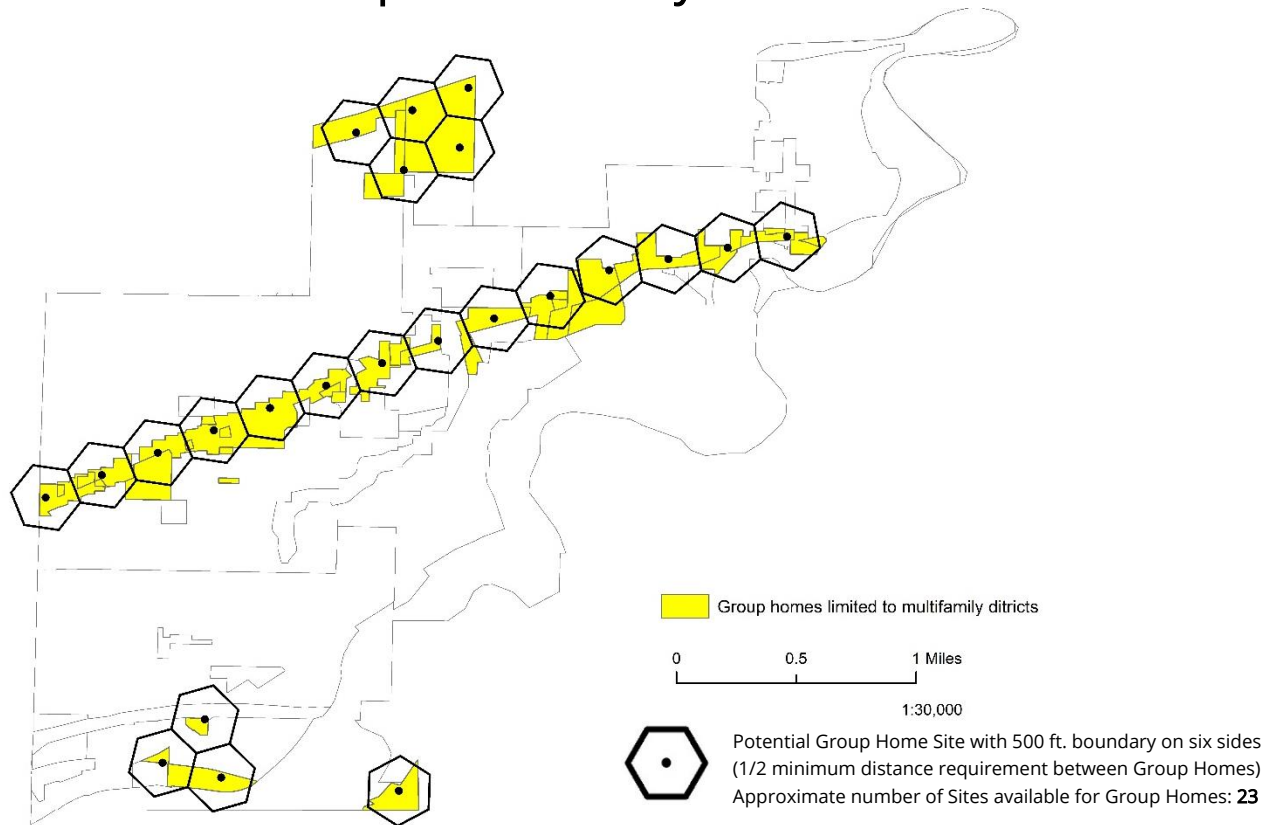 Group homes limited to multifamily ditricts
0 0.5 1 Miles
1:30,000
Potential Group Home Site with 500 ft. boundary on six sides
(1/2 minimum distance requirement between Group Homes)
Approximate number of Sites available for Group Homes: 23